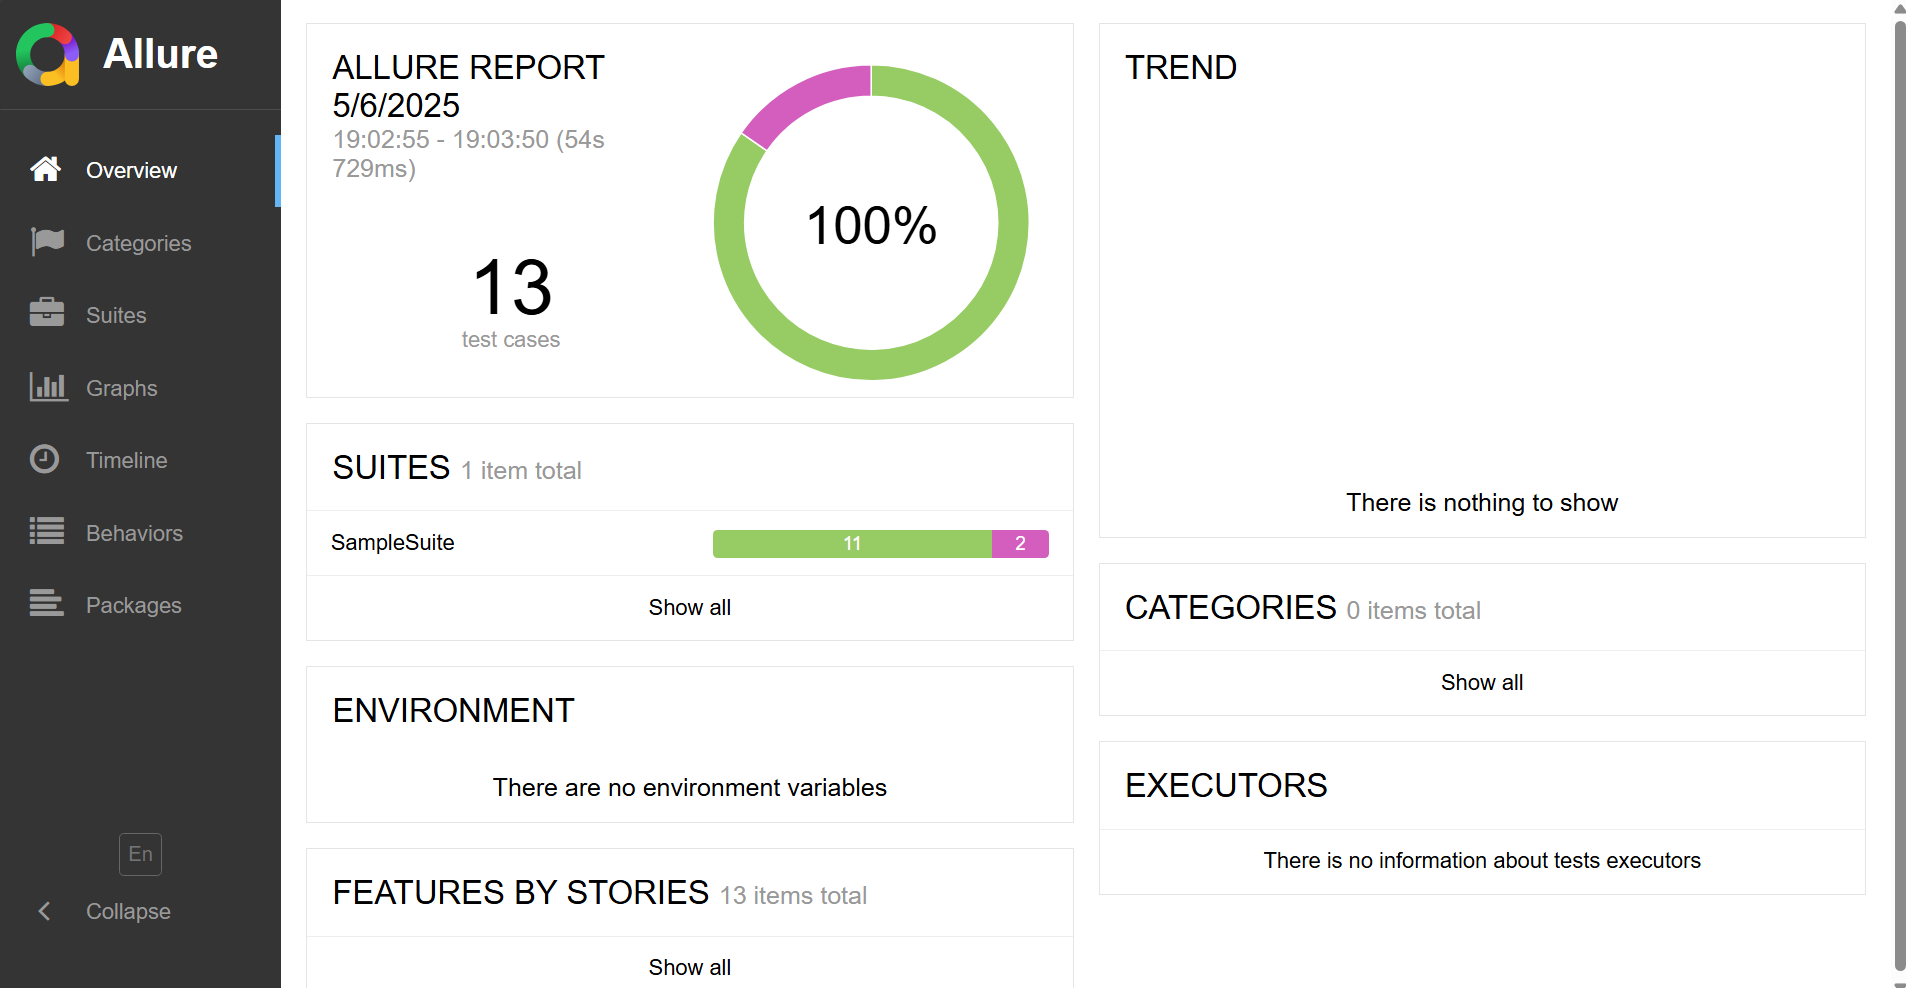 Allure
Overview
Categories
Suites
Graphs
Timeline
Behaviors
Packages
En
Collapse
ALLURE REPORT
5/6/2025
19:02:55 - 19:03:50 (54s
729ms)
13
test cases
100%
SUITES 1 item total
SampleSuite 11 2
Show all
ENVIRONMENT
There are no environment variables
FEATURES BY STORIES 13 items total
Show all
TREND
There is nothing to show
CATEGORIES 0 items total
Show all
EXECUTORS
There is no information about tests executors